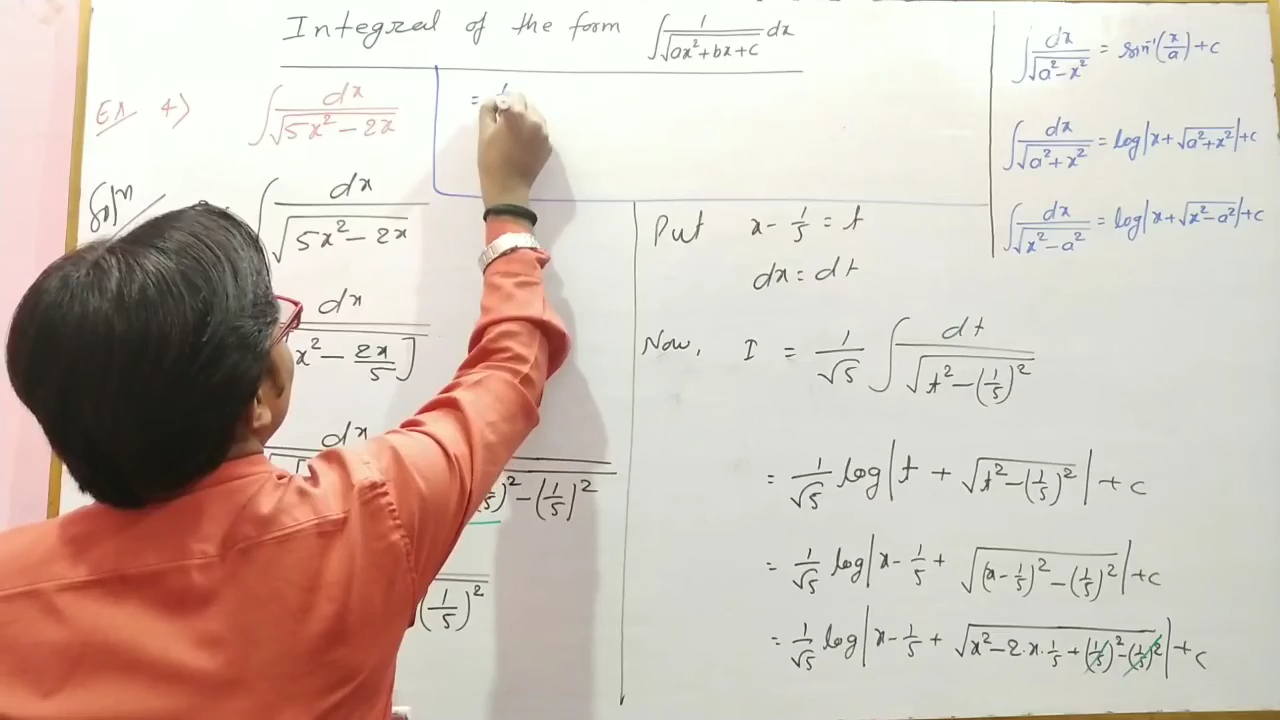 Integral of the form ∫ 1/√(ax²+bx+c) dx
Ex 4) ∫ dx/√(5x² − 2x)
Solⁿ
∫ dx/√(5x² − 2x)
dx
x² − 2x/5]
dx
)² − (1/5)²
(1/5)²
= 1
Put x − 1/5 = t
dx = dt
Now, I = 1/√5 ∫ dt/√(t² − (1/5)²)
= 1/√5 log|t + √(t² − (1/5)²)| + c
= 1/√5 log|x − 1/5 + √((x − 1/5)² − (1/5)²)| + c
= 1/√5 log|x − 1/5 + √(x² − 2·x·1/5 + (1/5)² − (1/5)²)| + c
∫ dx/√(a² − x²) = sin⁻¹(x/a) + c
∫ dx/√(a² + x²) = log|x + √(a² + x²)| + c
∫ dx/√(x² − a²) = log|x + √(x² − a²)| + c